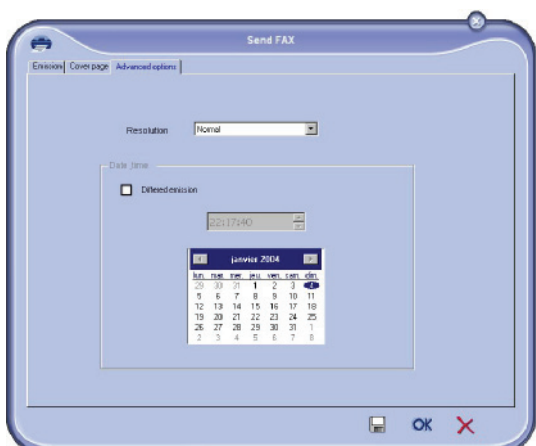 Send FAX
Emission Cover page Advanced options
Resolution Normal
Date_time
Differed emission
22:17:40
janvier 2004
lun. mar. mer. jeu. ven. sam. dim.
29 30 31 1 2 3 4
5 6 7 8 9 10 11
12 13 14 15 16 17 18
19 20 21 22 23 24 25
26 27 28 29 30 31 1
2 3 4 5 6 7 8
OK